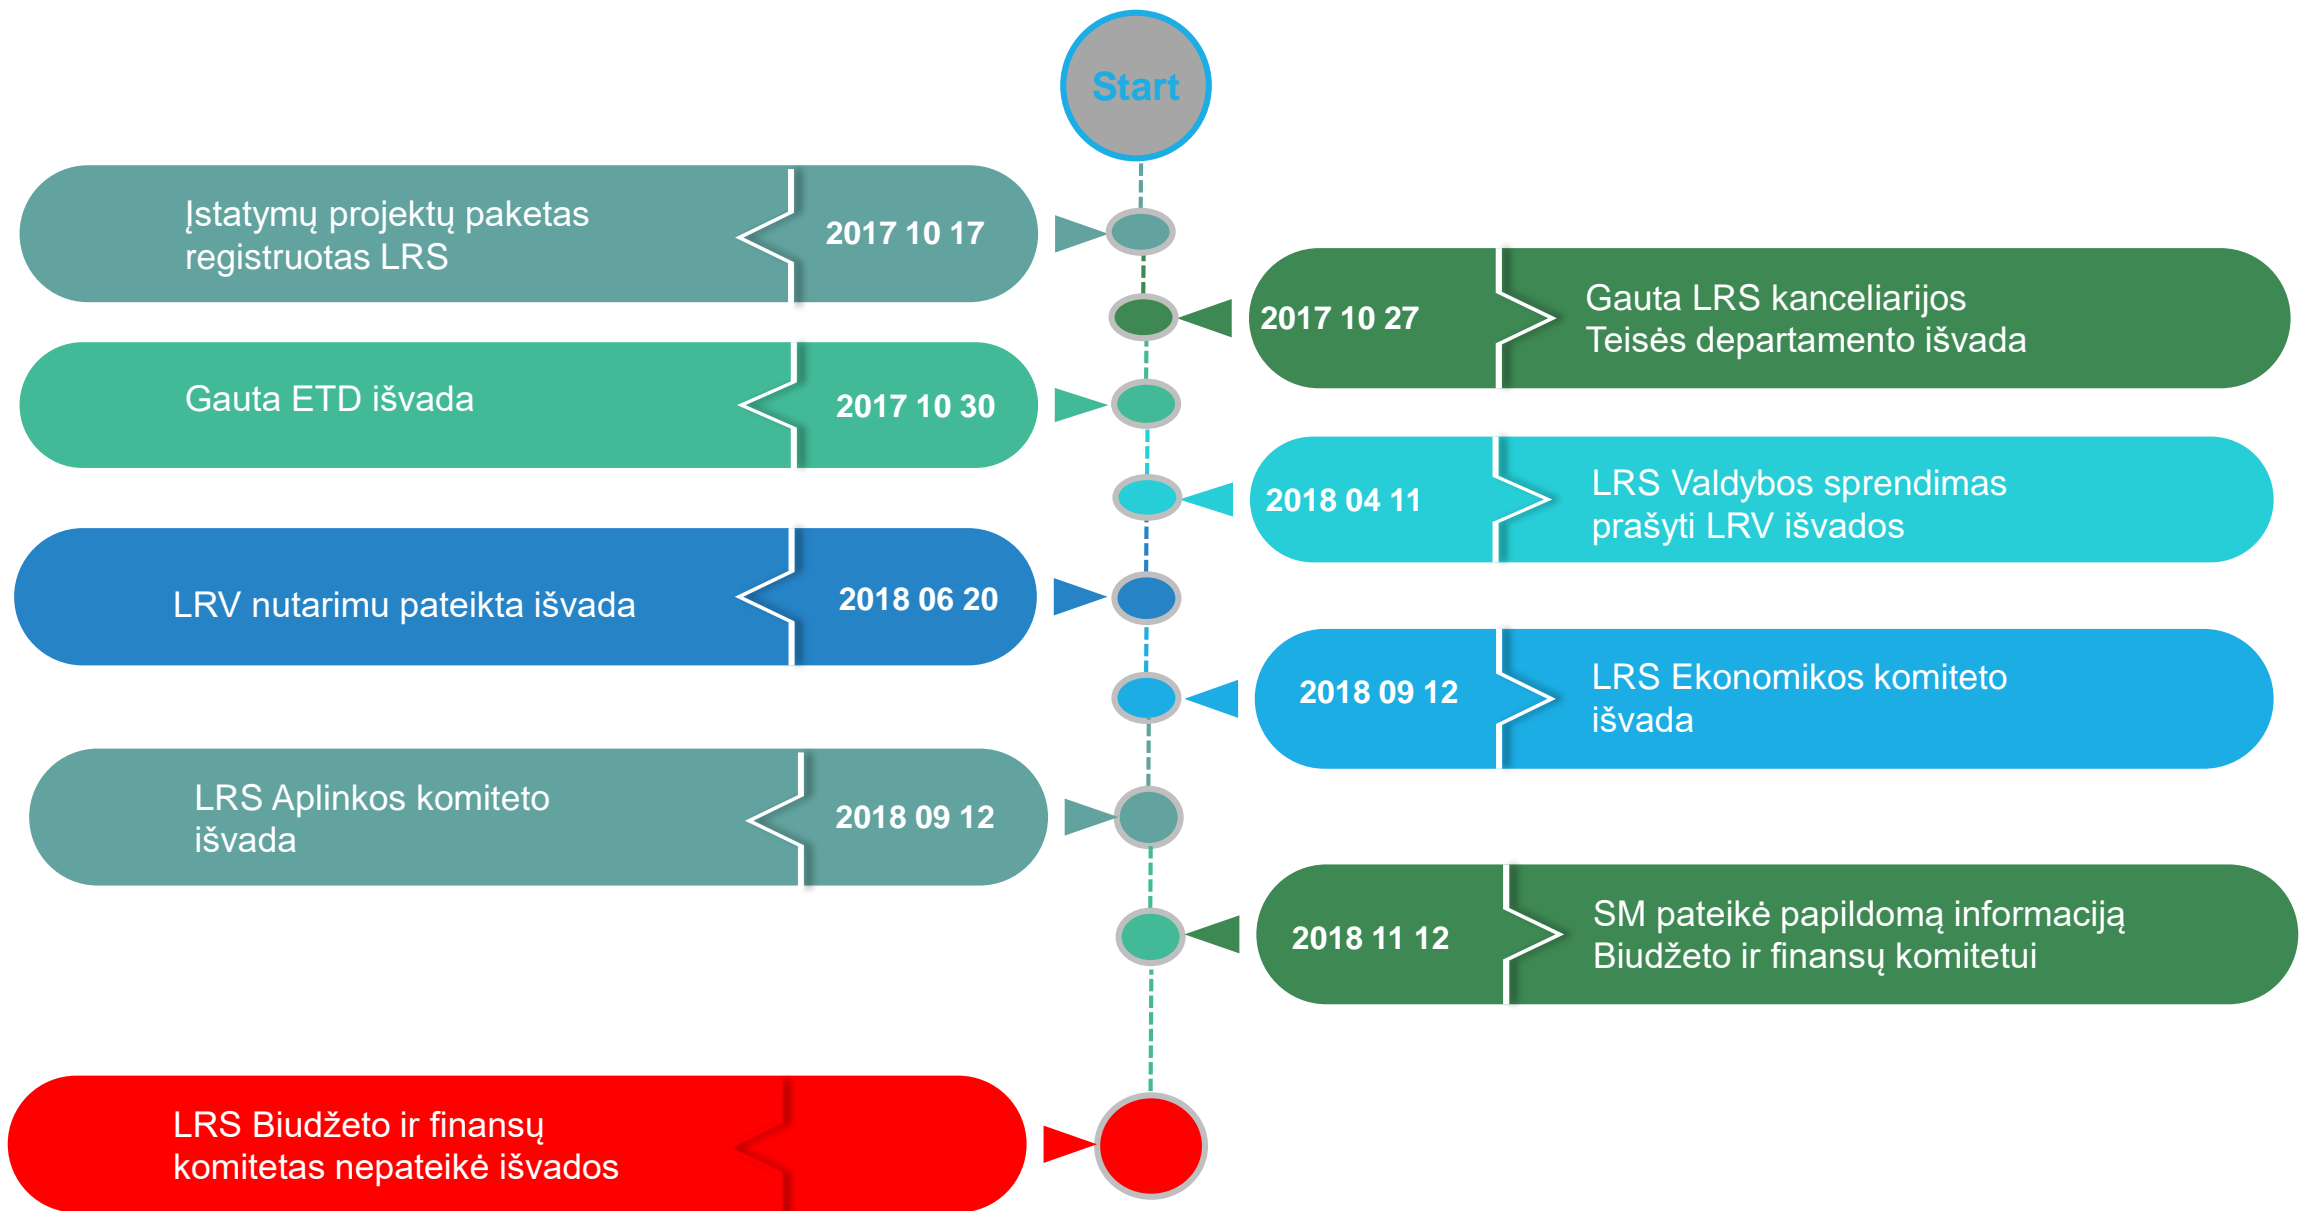 Start
Įstatymų projektų paketas
registruotas LRS
2017 10 17
2017 10 27
Gauta LRS kanceliarijos
Teisės departamento išvada
Gauta ETD išvada
2017 10 30
2018 04 11
LRS Valdybos sprendimas
prašyti LRV išvados
LRV nutarimu pateikta išvada
2018 06 20
2018 09 12
LRS Ekonomikos komiteto
išvada
LRS Aplinkos komiteto
išvada
2018 09 12
2018 11 12
SM pateikė papildomą informaciją
Biudžeto ir finansų komitetui
LRS Biudžeto ir finansų
komitetas nepateikė išvados